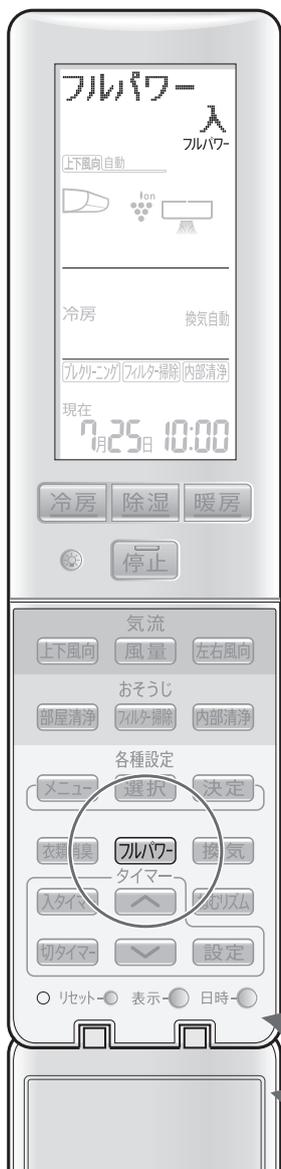 フルパワー
入
フルパワー
上下風向 自動
Ion
冷房 換気自動
プレクリーニング フィルター掃除 内部清浄
現在
7月25日 10:00
冷房 除湿 暖房
停止
気流
上下風向 風量 左右風向
おそうじ
部屋清浄 フィルター掃除 内部清浄
各種設定
メニュー 選択 決定
衣類消臭 フルパワー 換気
タイマー
入タイマー
切タイマー 設定
リセット 表示 日時